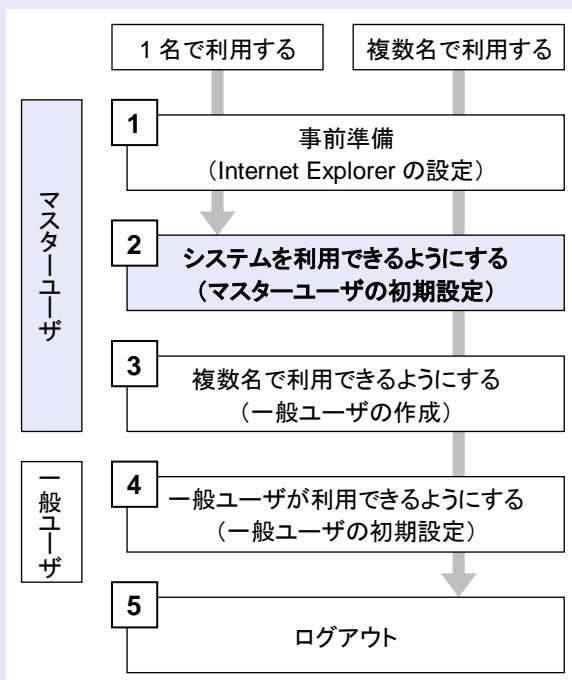 1 名で利用する
複数名で利用する
マスターユーザ
1
事前準備
（Internet Explorer の設定）
2
システムを利用できるようにする
（マスターユーザの初期設定）
3
複数名で利用できるようにする
（一般ユーザの作成）
一般ユーザ
4
一般ユーザが利用できるようにする
（一般ユーザの初期設定）
5
ログアウト